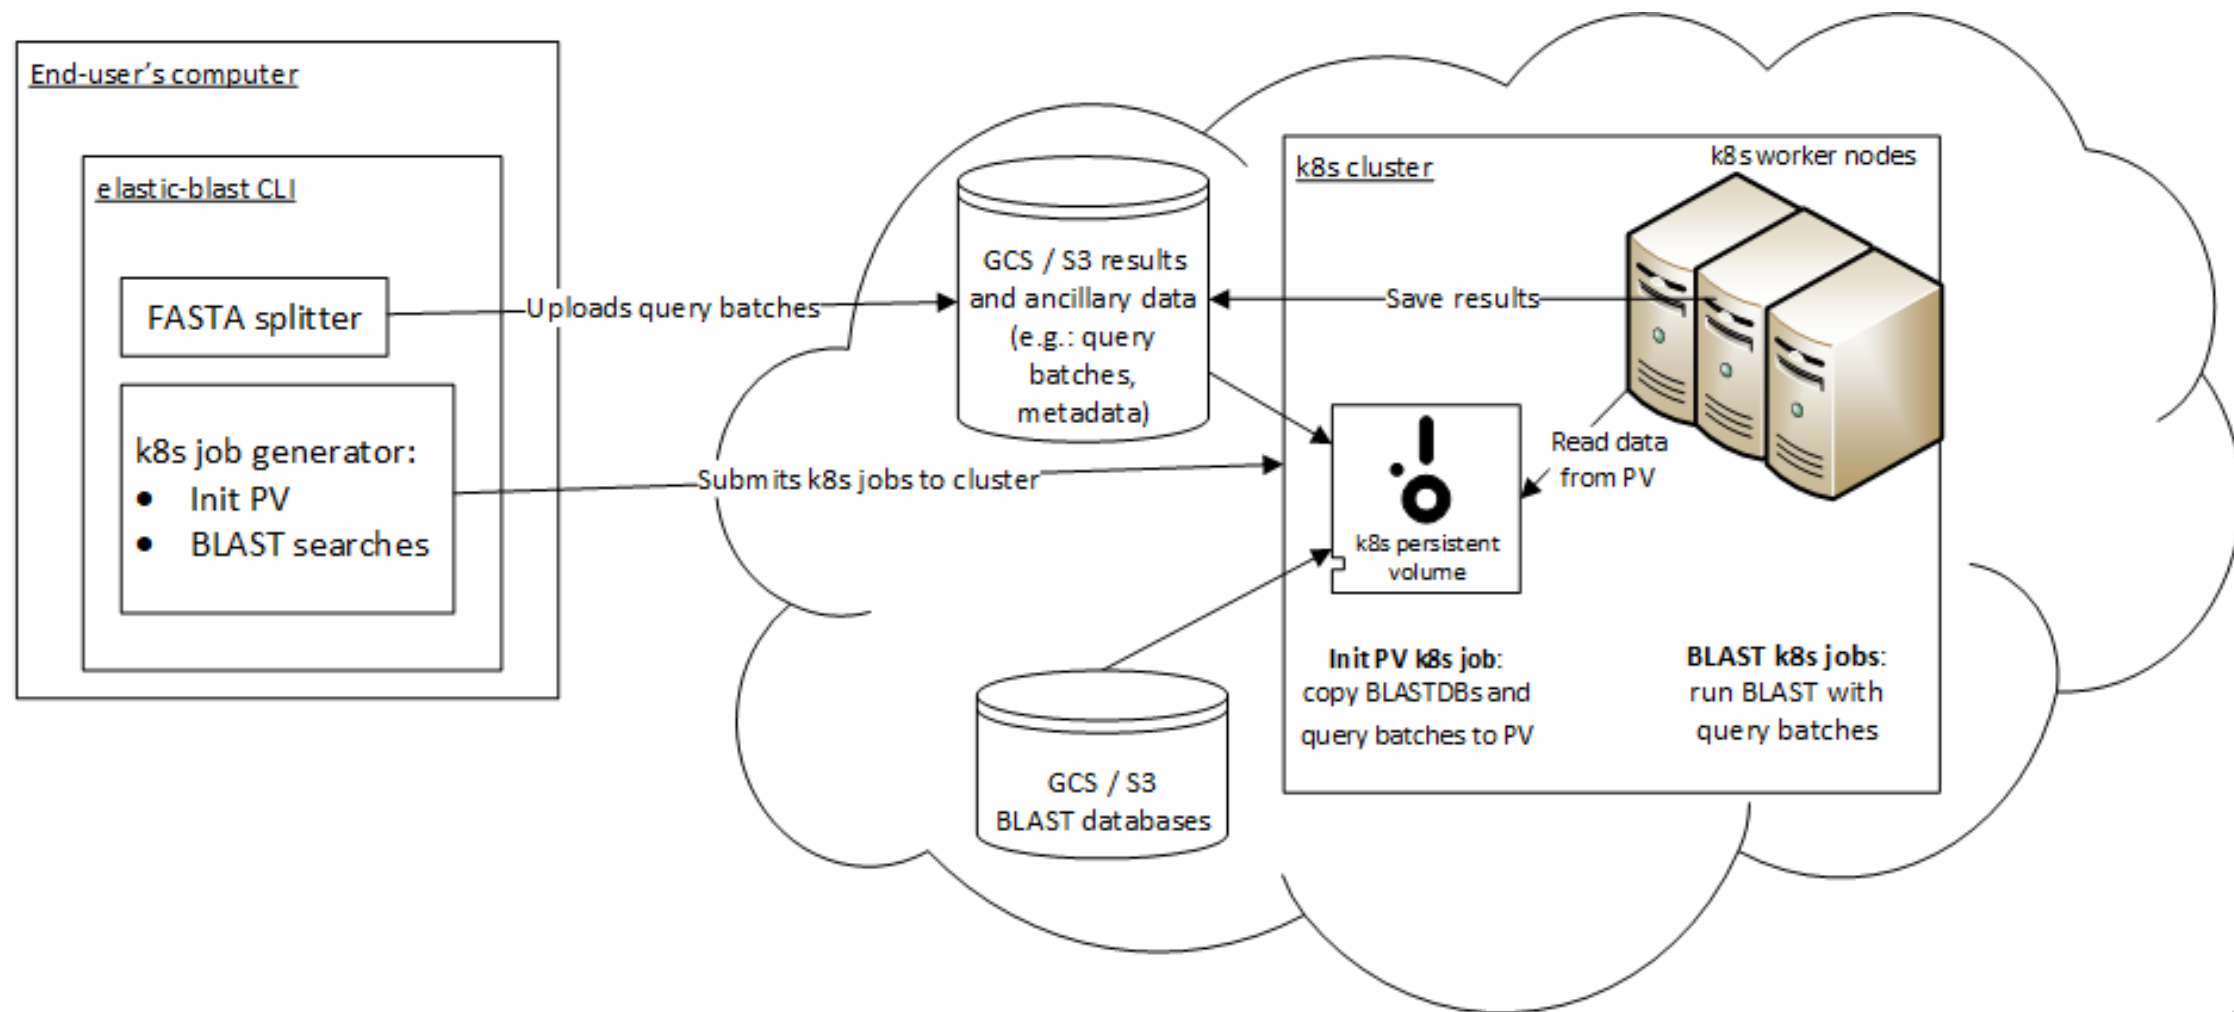 End-user's computer
elastic-blast CLI
FASTA splitter
k8s job generator:
• Init PV
• BLAST searches
Uploads query batches
Submits k8s jobs to cluster
GCS / S3 results
and ancillary data
(e.g.: query
batches,
metadata)
GCS / S3
BLAST databases
k8s cluster
k8s worker nodes
Save results
Read data
from PV
k8s persistent
volume
Init PV k8s job:
copy BLASTDBs and
query batches to PV
BLAST k8s jobs:
run BLAST with
query batches